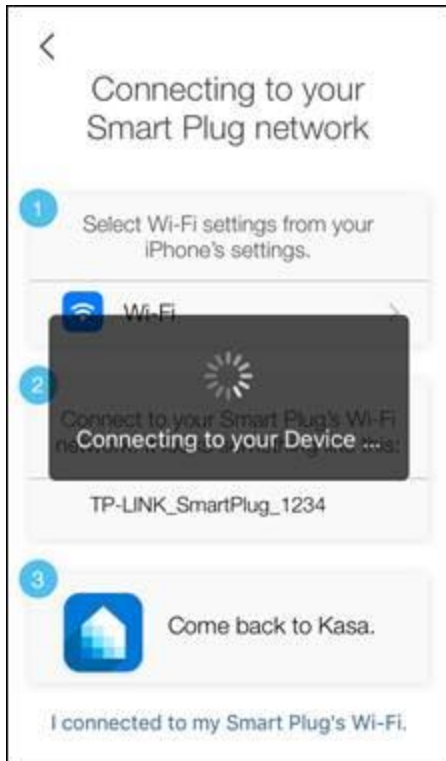 Connecting to your
Smart Plug network
1
Select Wi-Fi settings from your
iPhone's settings.
Wi-Fi
2
Connect to your Smart Plug's Wi-Fi
Connecting to your Device ...
TP-LINK_SmartPlug_1234
3
Come back to Kasa.
I connected to my Smart Plug's Wi-Fi.